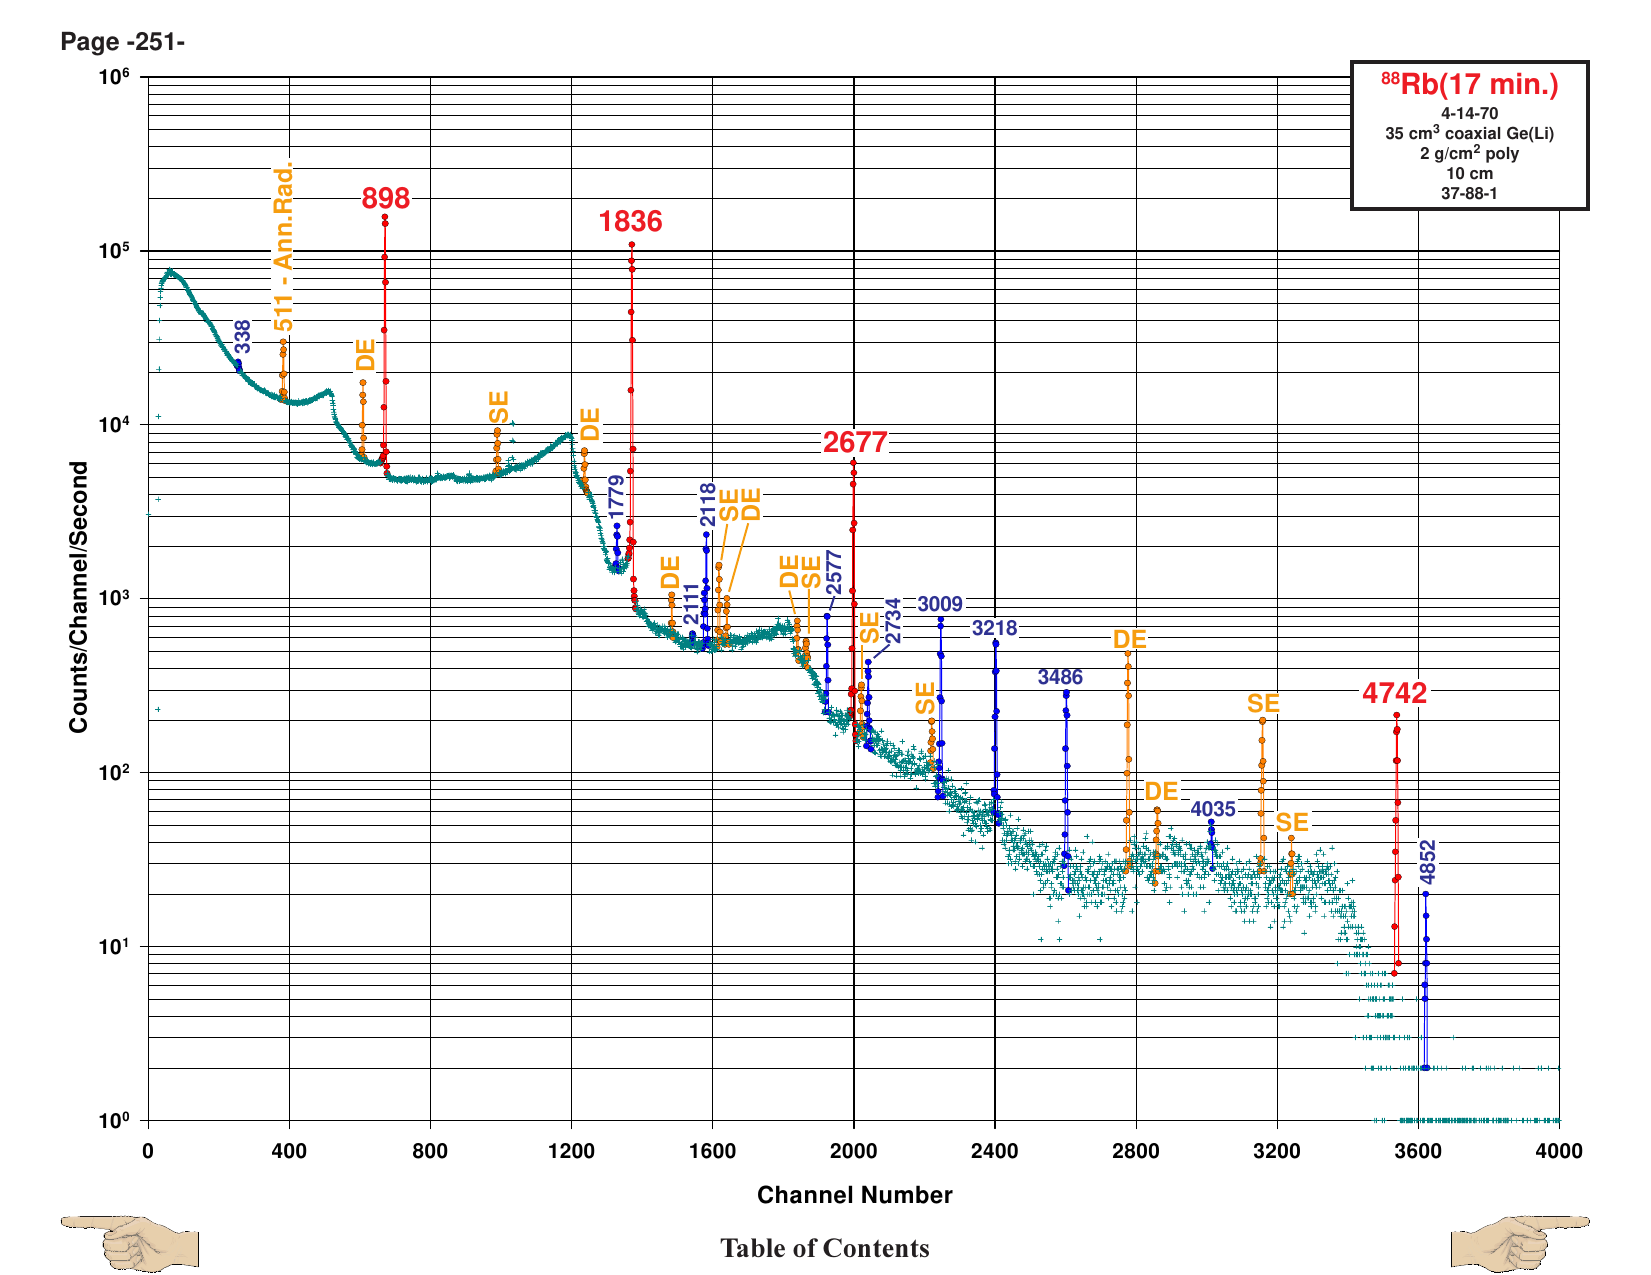 Page -251-
⁸⁸Rb(17 min.)
4-14-70
35 cm³ coaxial Ge(Li)
2 g/cm² poly
10 cm
37-88-1
10⁶
10⁵
10⁴
10³
10²
10¹
10⁰
Counts/Channel/Second
338
511 - Ann.Rad.
DE
898
SE
DE
1779
1836
DE
2111
2118
SE
DE
DE
SE
2577
2677
SE
2734
SE
3009
3218
3486
DE
DE
4035
SE
SE
4742
4852
0 400 800 1200 1600 2000 2400 2800 3200 3600 4000
Channel Number
Table of Contents